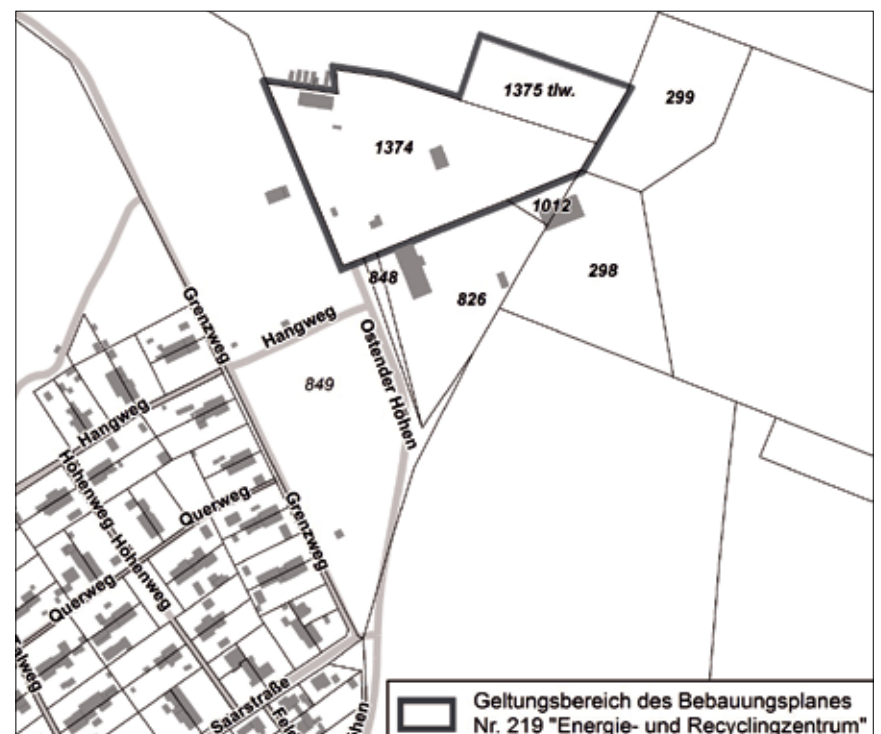 1375 tlw.
299
1374
1012
848
826
298
Grenzweg
Hangweg
Ostender Höhen
849
Hangweg
Höhenweg
Querweg
Grenzweg
Höhenweg
Querweg
Talweg
Saarstraße
Geltungsbereich des Bebauungsplanes
Nr. 219 "Energie- und Recyclingzentrum"